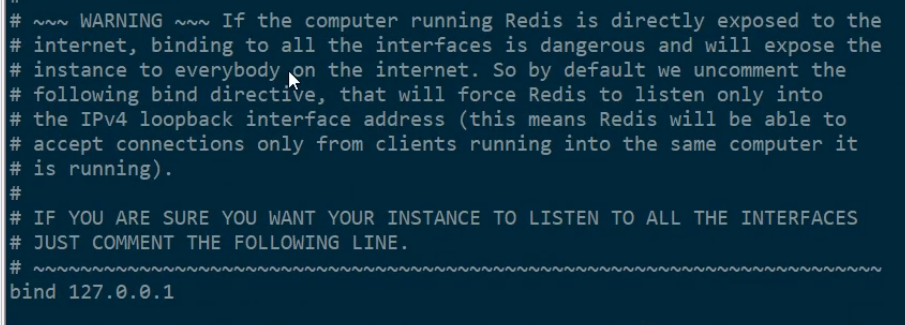 #
# ~~~ WARNING ~~~ If the computer running Redis is directly exposed to the
# internet, binding to all the interfaces is dangerous and will expose the
# instance to everybody on the internet. So by default we uncomment the
# following bind directive, that will force Redis to listen only into
# the IPv4 loopback interface address (this means Redis will be able to
# accept connections only from clients running into the same computer it
# is running).
#
# IF YOU ARE SURE YOU WANT YOUR INSTANCE TO LISTEN TO ALL THE INTERFACES
# JUST COMMENT THE FOLLOWING LINE.
# ~~~~~~~~~~~~~~~~~~~~~~~~~~~~~~~~~~~~~~~~~~~~~~~~~~~~~~~~~~~~~~~~~~~~~~~~
bind 127.0.0.1